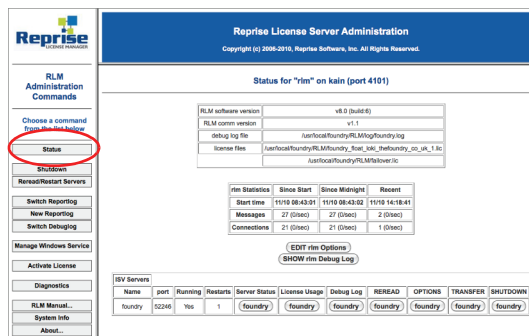 Reprise
LICENSE MANAGER
Reprise License Server Administration
Copyright (c) 2006-2010, Reprise Software, Inc. All Rights Reserved.
RLM
Administration
Commands
Choose a command
from the list below
Status
Shutdown
Reread/Restart Servers
Switch Reportlog
New Reportlog
Switch Debuglog
Manage Windows Service
Activate License
Diagnostics
RLM Manual...
System Info
About...
Status for "rlm" on kain (port 4101)
RLM software version v8.0 (build:6)
RLM comm version v1.1
debug log file /usr/local/foundry/RLM/log/foundry.log
license files /usr/local/foundry/RLM/foundry_float_loki_thefoundry_co_uk_1.lic
/usr/local/foundry/RLM/failover.lic
rlm Statistics Since Start Since Midnight Recent
Start time 11/10 08:43:01 11/10 08:43:02 11/10 14:18:41
Messages 27 (0/sec) 27 (0/sec) 2 (0/sec)
Connections 21 (0/sec) 21 (0/sec) 1 (0/sec)
EDIT rlm Options
SHOW rlm Debug Log
ISV Servers
Name port Running Restarts Server Status License Usage Debug Log REREAD OPTIONS TRANSFER SHUTDOWN
foundry 52246 Yes 1 foundry foundry foundry foundry foundry foundry foundry